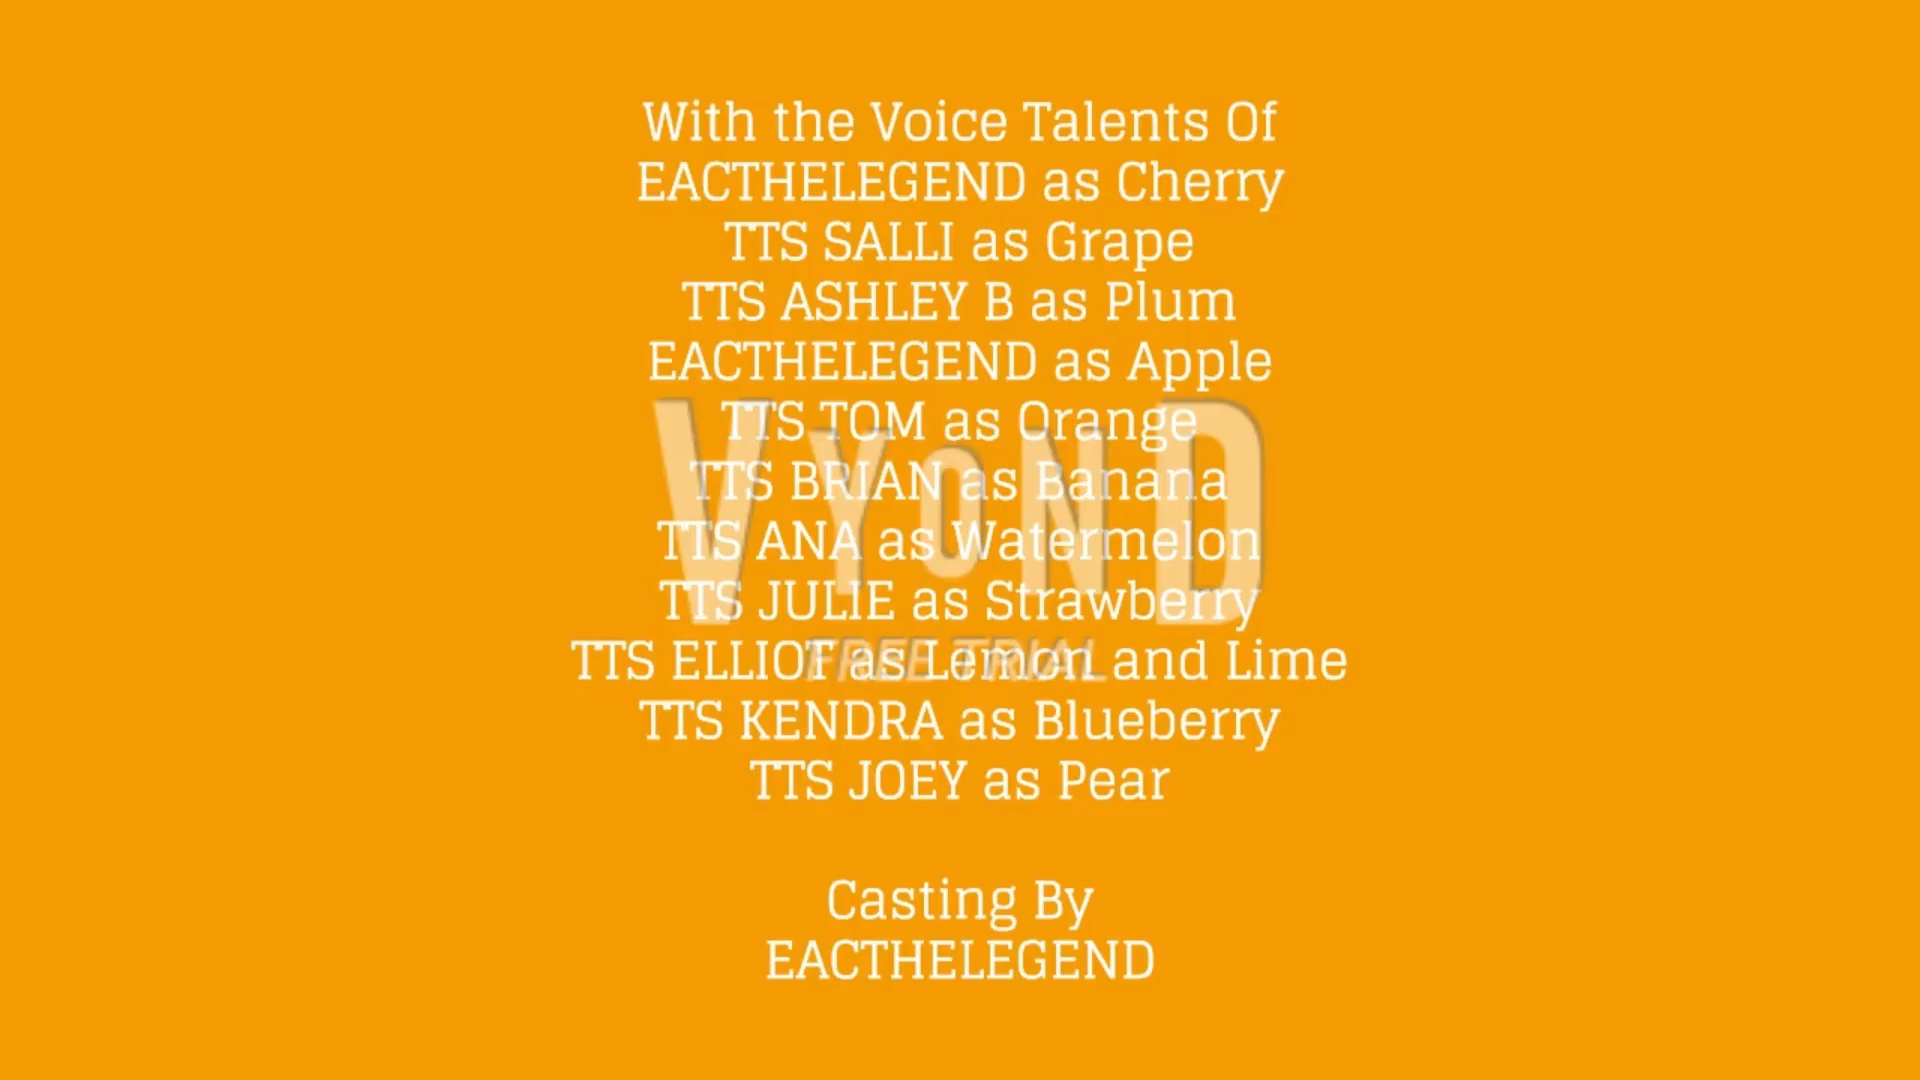 With the Voice Talents Of
EACTHELEGEND as Cherry
TTS SALLI as Grape
TTS ASHLEY B as Plum
EACTHELEGEND as Apple
TTS TOM as Orange
TTS BRIAN as Banana
TTS ANA as Watermelon
TTS JULIE as Strawberry
TTS ELLIOT as Lemon and Lime
TTS KENDRA as Blueberry
TTS JOEY as Pear
Casting By
EACTHELEGEND
VYOND
FREE TRIAL